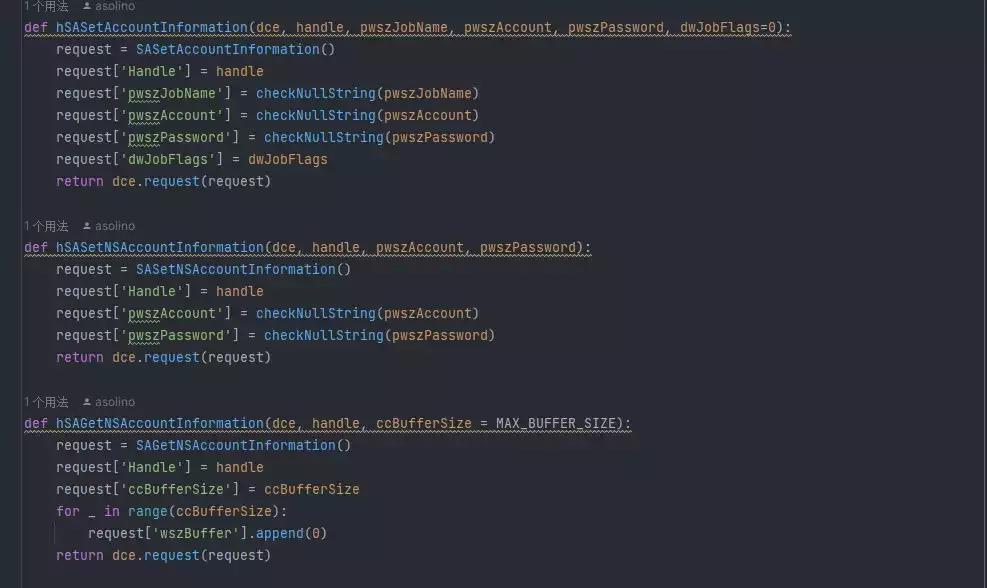 1个用法 asolino
def hSASetAccountInformation(dce, handle, pwszJobName, pwszAccount, pwszPassword, dwJobFlags=0):
    request = SASetAccountInformation()
    request['Handle'] = handle
    request['pwszJobName'] = checkNullString(pwszJobName)
    request['pwszAccount'] = checkNullString(pwszAccount)
    request['pwszPassword'] = checkNullString(pwszPassword)
    request['dwJobFlags'] = dwJobFlags
    return dce.request(request)
1个用法 asolino
def hSASetNSAccountInformation(dce, handle, pwszAccount, pwszPassword):
    request = SASetNSAccountInformation()
    request['Handle'] = handle
    request['pwszAccount'] = checkNullString(pwszAccount)
    request['pwszPassword'] = checkNullString(pwszPassword)
    return dce.request(request)
1个用法 asolino
def hSAGetNSAccountInformation(dce, handle, ccBufferSize = MAX_BUFFER_SIZE):
    request = SAGetNSAccountInformation()
    request['Handle'] = handle
    request['ccBufferSize'] = ccBufferSize
    for _ in range(ccBufferSize):
        request['wszBuffer'].append(0)
    return dce.request(request)